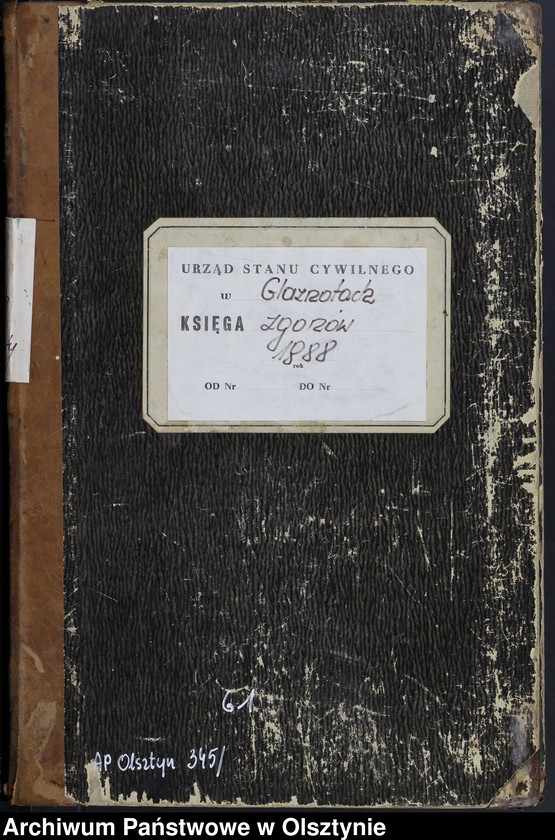 URZĄD STANU CYWILNEGO
w Glaznotach
KSIĘGA zgonów
1888
rok
OD Nr DO Nr
61
AP Olsztyn 345/
Archiwum Państwowe w Olsztynie